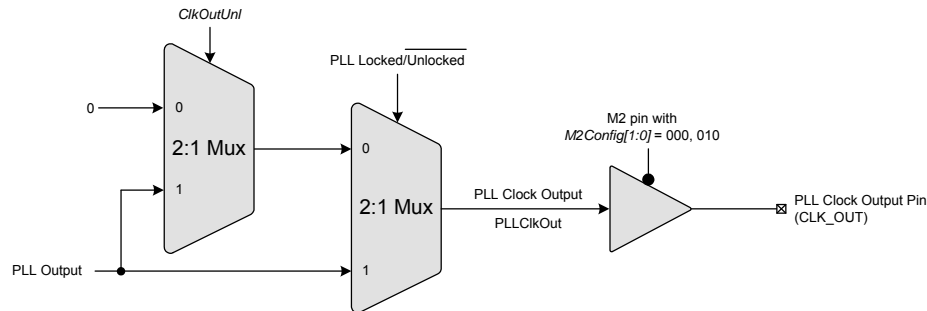 ClkOutUnl
PLL Locked/Unlocked
0
0
2:1 Mux
1
0
2:1 Mux
1
PLL Output
M2 pin with
M2Config[1:0] = 000, 010
PLL Clock Output
PLLClkOut
PLL Clock Output Pin
(CLK_OUT)